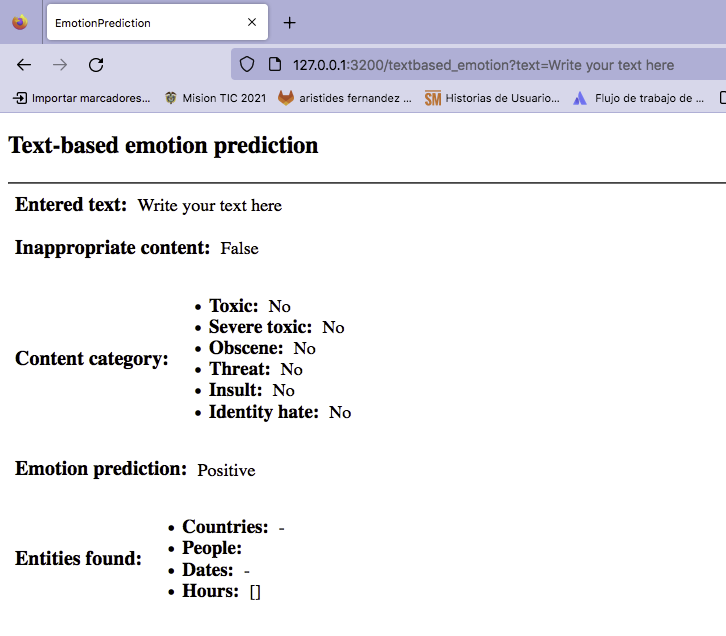 EmotionPrediction
127.0.0.1:3200/textbased_emotion?text=Write your text here
Importar marcadores... Mision TIC 2021 aristides fernandez ... SM Historias de Usuario... Flujo de trabajo de ...
Text-based emotion prediction
Entered text: Write your text here
Inappropriate content: False
Content category:
• Toxic: No
• Severe toxic: No
• Obscene: No
• Threat: No
• Insult: No
• Identity hate: No
Emotion prediction: Positive
Entities found:
• Countries: -
• People:
• Dates: -
• Hours: []